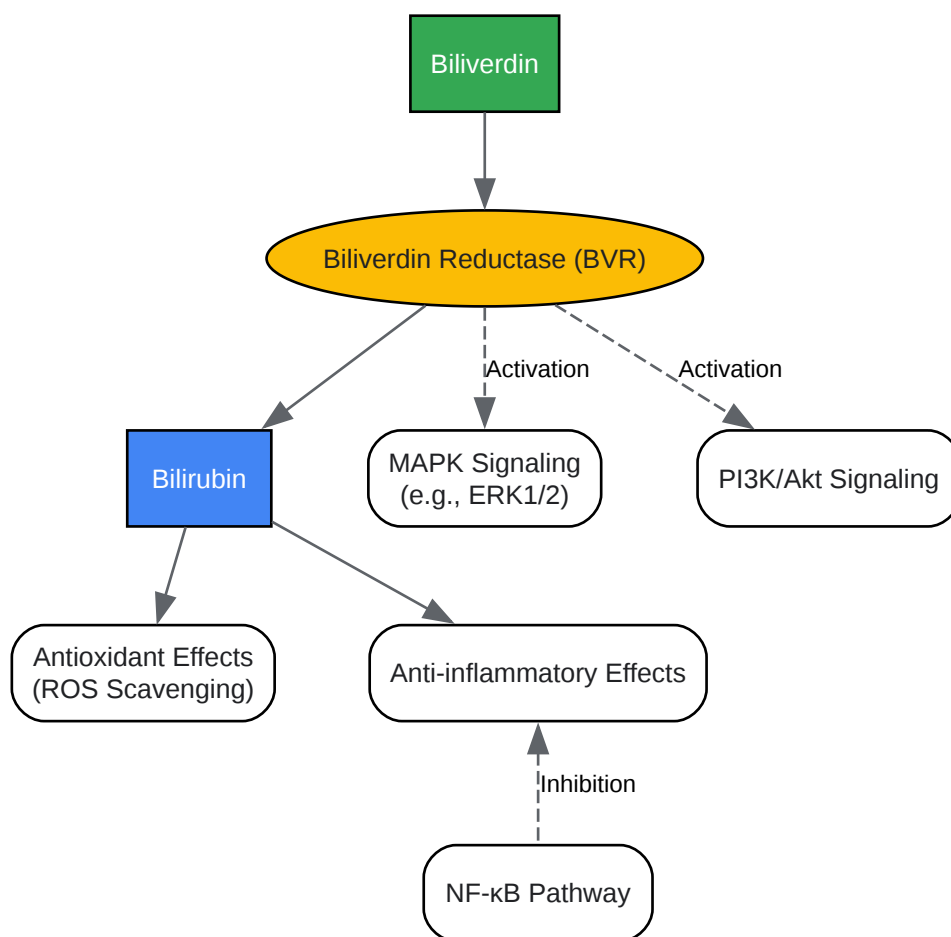 Biliverdin
Biliverdin Reductase (BVR)
Activation
Activation
Bilirubin
MAPK Signaling
(e.g., ERK1/2)
PI3K/Akt Signaling
Antioxidant Effects
(ROS Scavenging)
Anti-inflammatory Effects
Inhibition
NF-κB Pathway